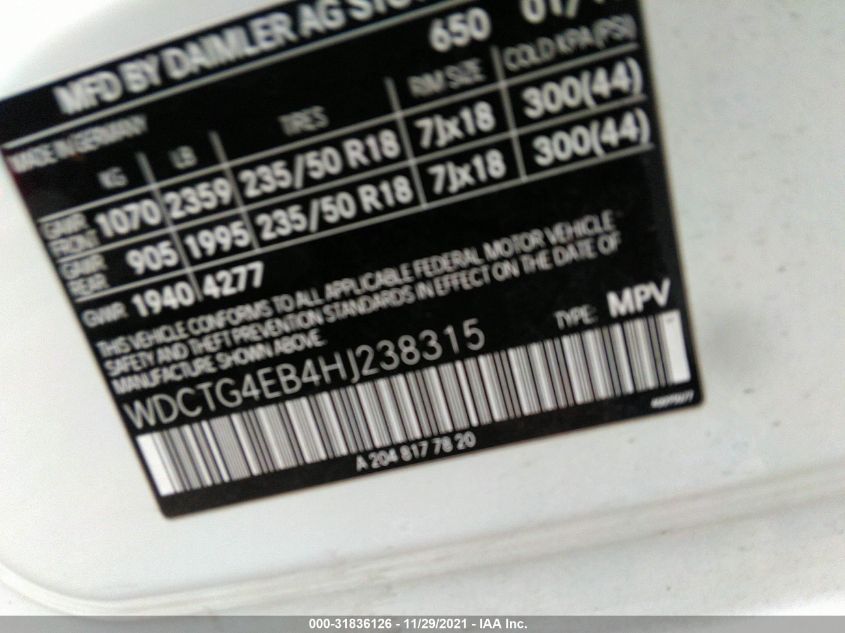 MFD BY DAIMLER AG
650 01/
MADE IN GERMANY
KG LB TIRES RIM SIZE COLD KPA (PSI)
GAWR FRONT 1070 2359 235/50 R18 7Jx18 300(44)
GAWR REAR 905 1995 235/50 R18 7Jx18 300(44)
GVWR 1940 4277
THIS VEHICLE CONFORMS TO ALL APPLICABLE FEDERAL MOTOR VEHICLE
SAFETY AND THEFT PREVENTION STANDARDS IN EFFECT ON THE DATE OF
MANUFACTURE SHOWN ABOVE.
WDCTG4EB4HJ238315 TYPE: MPV
A 204 817 78 20
000-31836126 - 11/29/2021 - IAA Inc.